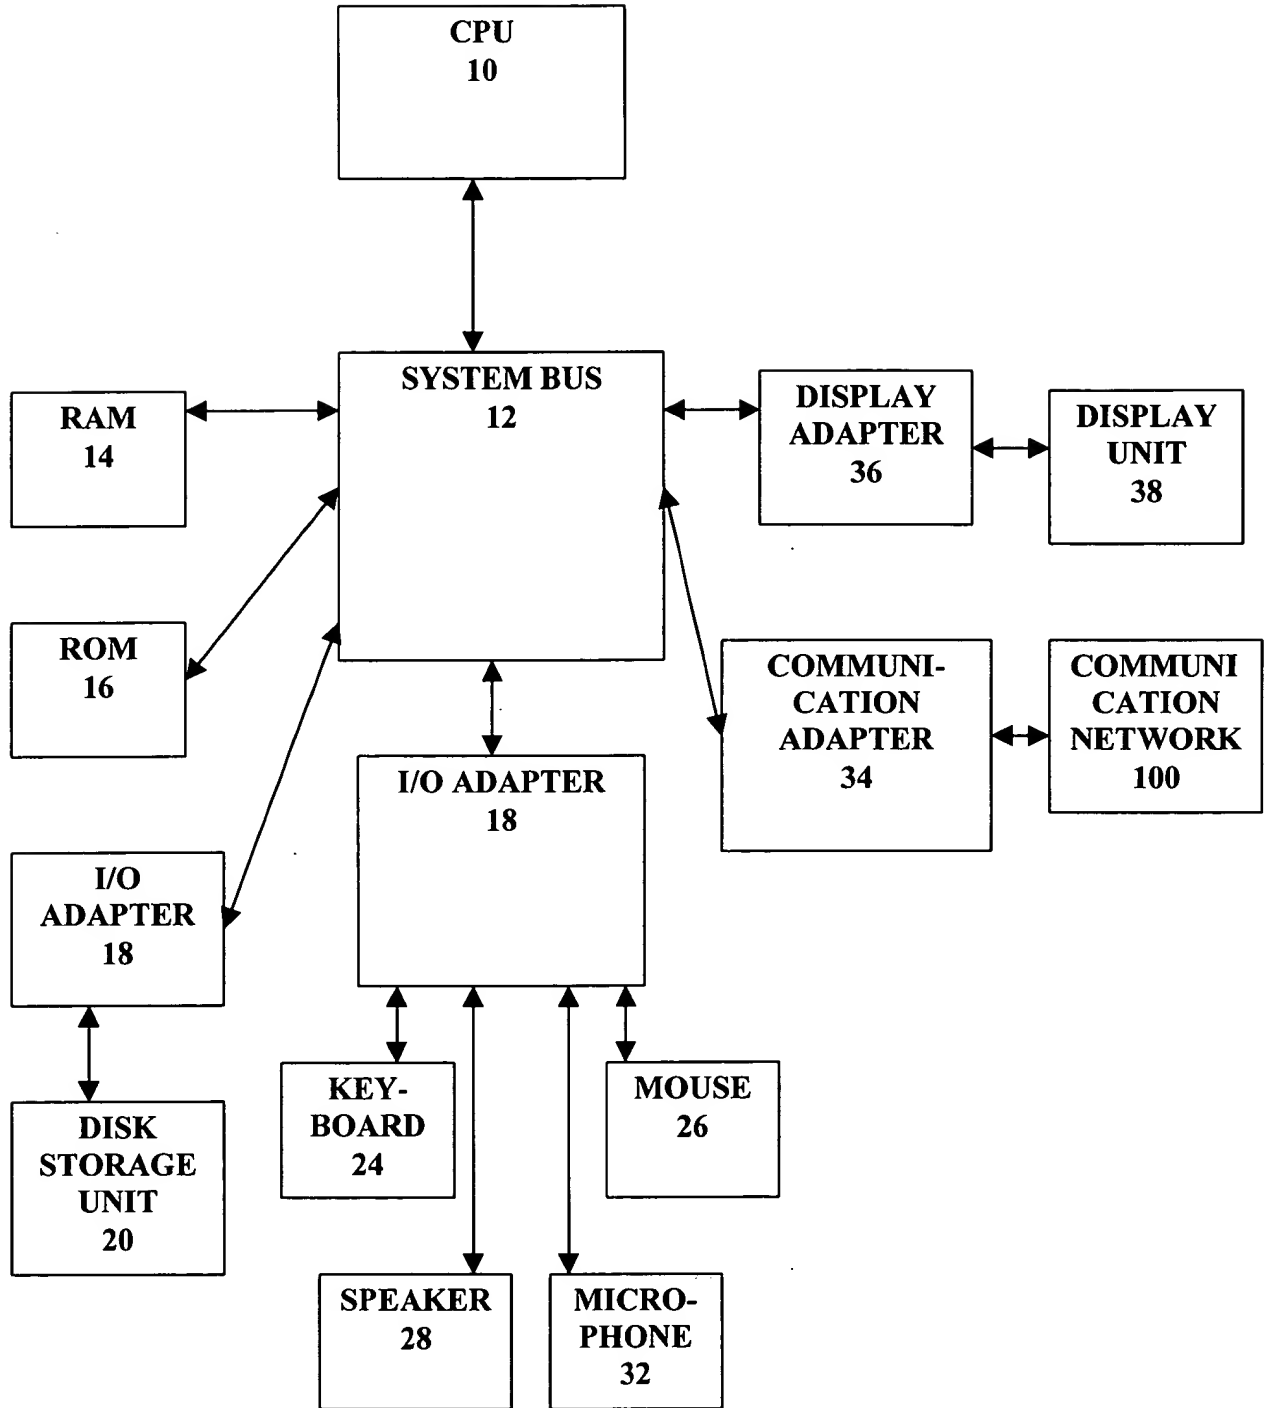 CPU
10
SYSTEM BUS
12
RAM
14
DISPLAY
ADAPTER
36
DISPLAY
UNIT
38
ROM
16
COMMUNI-
CATION
ADAPTER
34
COMMUNI
CATION
NETWORK
100
I/O ADAPTER
18
I/O
ADAPTER
18
KEY-
BOARD
24
MOUSE
26
DISK
STORAGE
UNIT
20
SPEAKER
28
MICRO-
PHONE
32